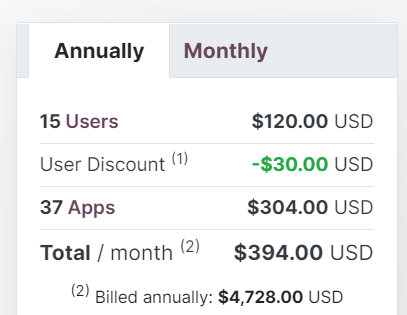 Annually Monthly
15 Users $120.00 USD
User Discount (1) -$30.00 USD
37 Apps $304.00 USD
Total / month (2) $394.00 USD
(2) Billed annually: $4,728.00 USD